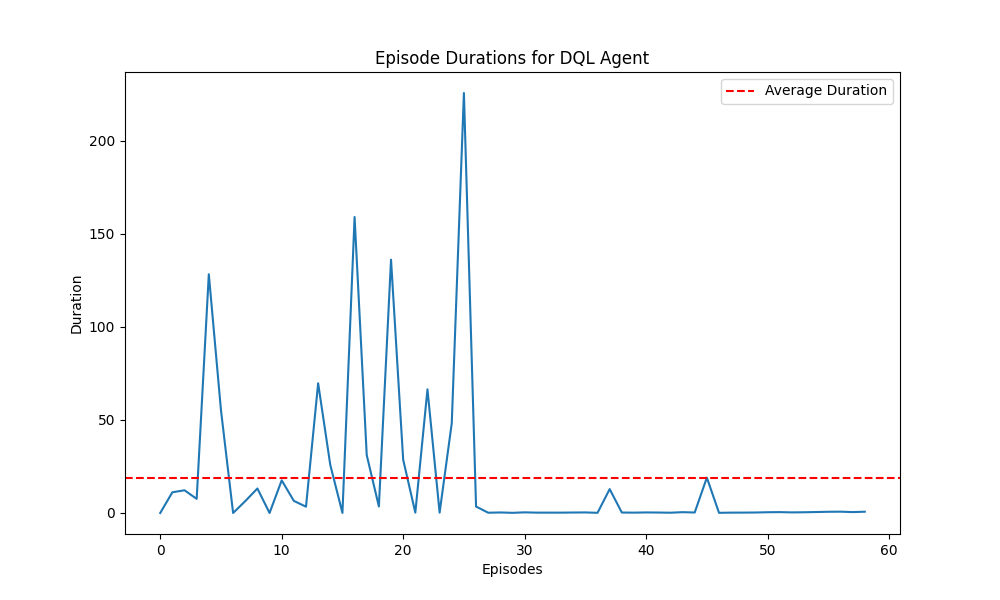 Episode Durations for DQL Agent
Average Duration
200
150
100
50
0
Duration
0 10 20 30 40 50 60
Episodes